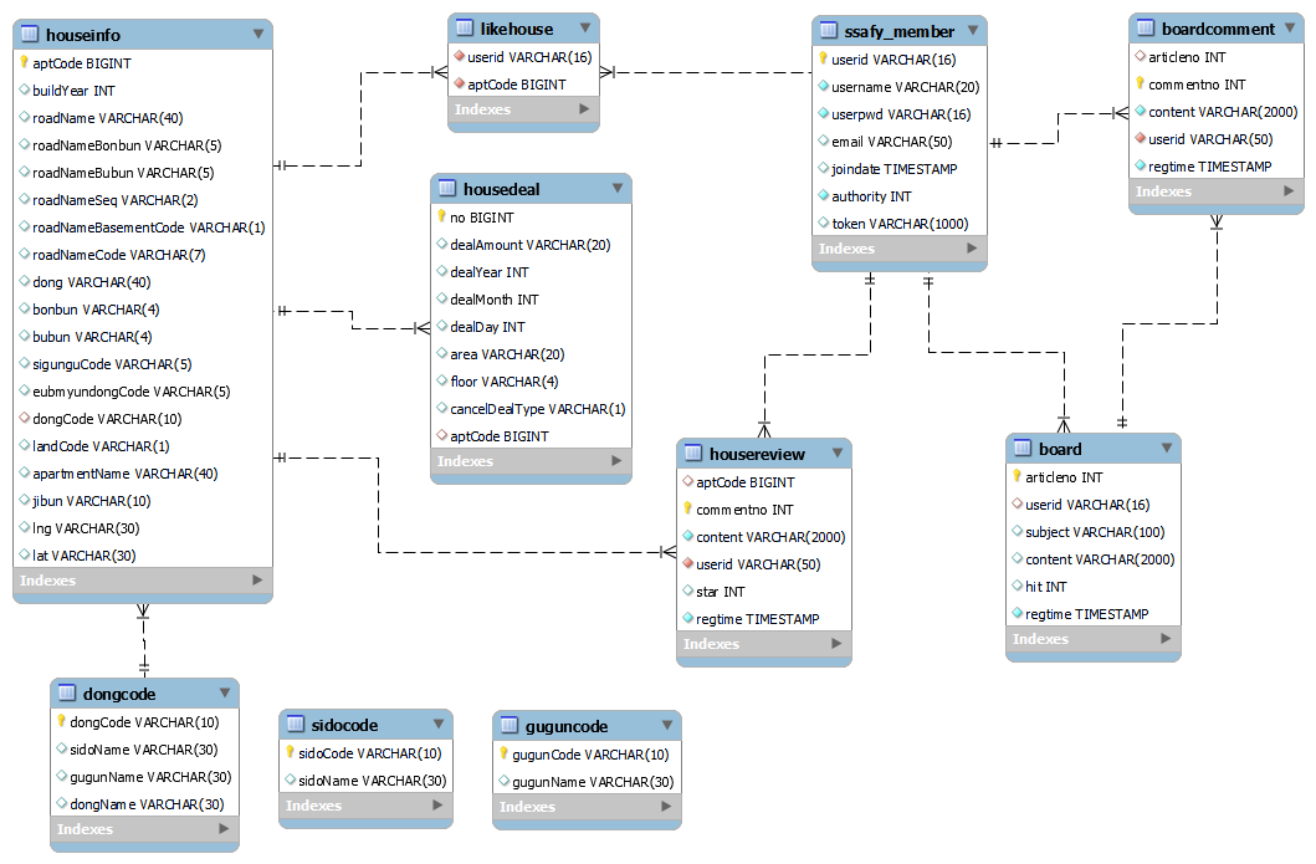 houseinfo
aptCode BIGINT
buildYear INT
roadName VARCHAR(40)
roadNameBonbun VARCHAR(5)
roadNameBubun VARCHAR(5)
roadNameSeq VARCHAR(2)
roadNameBasementCode VARCHAR(1)
roadNameCode VARCHAR(7)
dong VARCHAR(40)
bonbun VARCHAR(4)
bubun VARCHAR(4)
sigunguCode VARCHAR(5)
eubmyundongCode VARCHAR(5)
dongCode VARCHAR(10)
landCode VARCHAR(1)
apartmentName VARCHAR(40)
jibun VARCHAR(10)
lng VARCHAR(30)
lat VARCHAR(30)
Indexes
likehouse
userid VARCHAR(16)
aptCode BIGINT
Indexes
housedeal
no BIGINT
dealAmount VARCHAR(20)
dealYear INT
dealMonth INT
dealDay INT
area VARCHAR(20)
floor VARCHAR(4)
cancelDealType VARCHAR(1)
aptCode BIGINT
Indexes
ssafy_member
userid VARCHAR(16)
username VARCHAR(20)
userpwd VARCHAR(16)
email VARCHAR(50)
joindate TIMESTAMP
authority INT
token VARCHAR(1000)
Indexes
boardcomment
articleno INT
commentno INT
content VARCHAR(2000)
userid VARCHAR(50)
regtime TIMESTAMP
Indexes
housereview
aptCode BIGINT
commentno INT
content VARCHAR(2000)
userid VARCHAR(50)
star INT
regtime TIMESTAMP
Indexes
board
articleno INT
userid VARCHAR(16)
subject VARCHAR(100)
content VARCHAR(2000)
hit INT
regtime TIMESTAMP
Indexes
dongcode
dongCode VARCHAR(10)
sidoName VARCHAR(30)
gugunName VARCHAR(30)
dongName VARCHAR(30)
Indexes
sidocode
sidoCode VARCHAR(10)
sidoName VARCHAR(30)
Indexes
guguncode
gugunCode VARCHAR(10)
gugunName VARCHAR(30)
Indexes